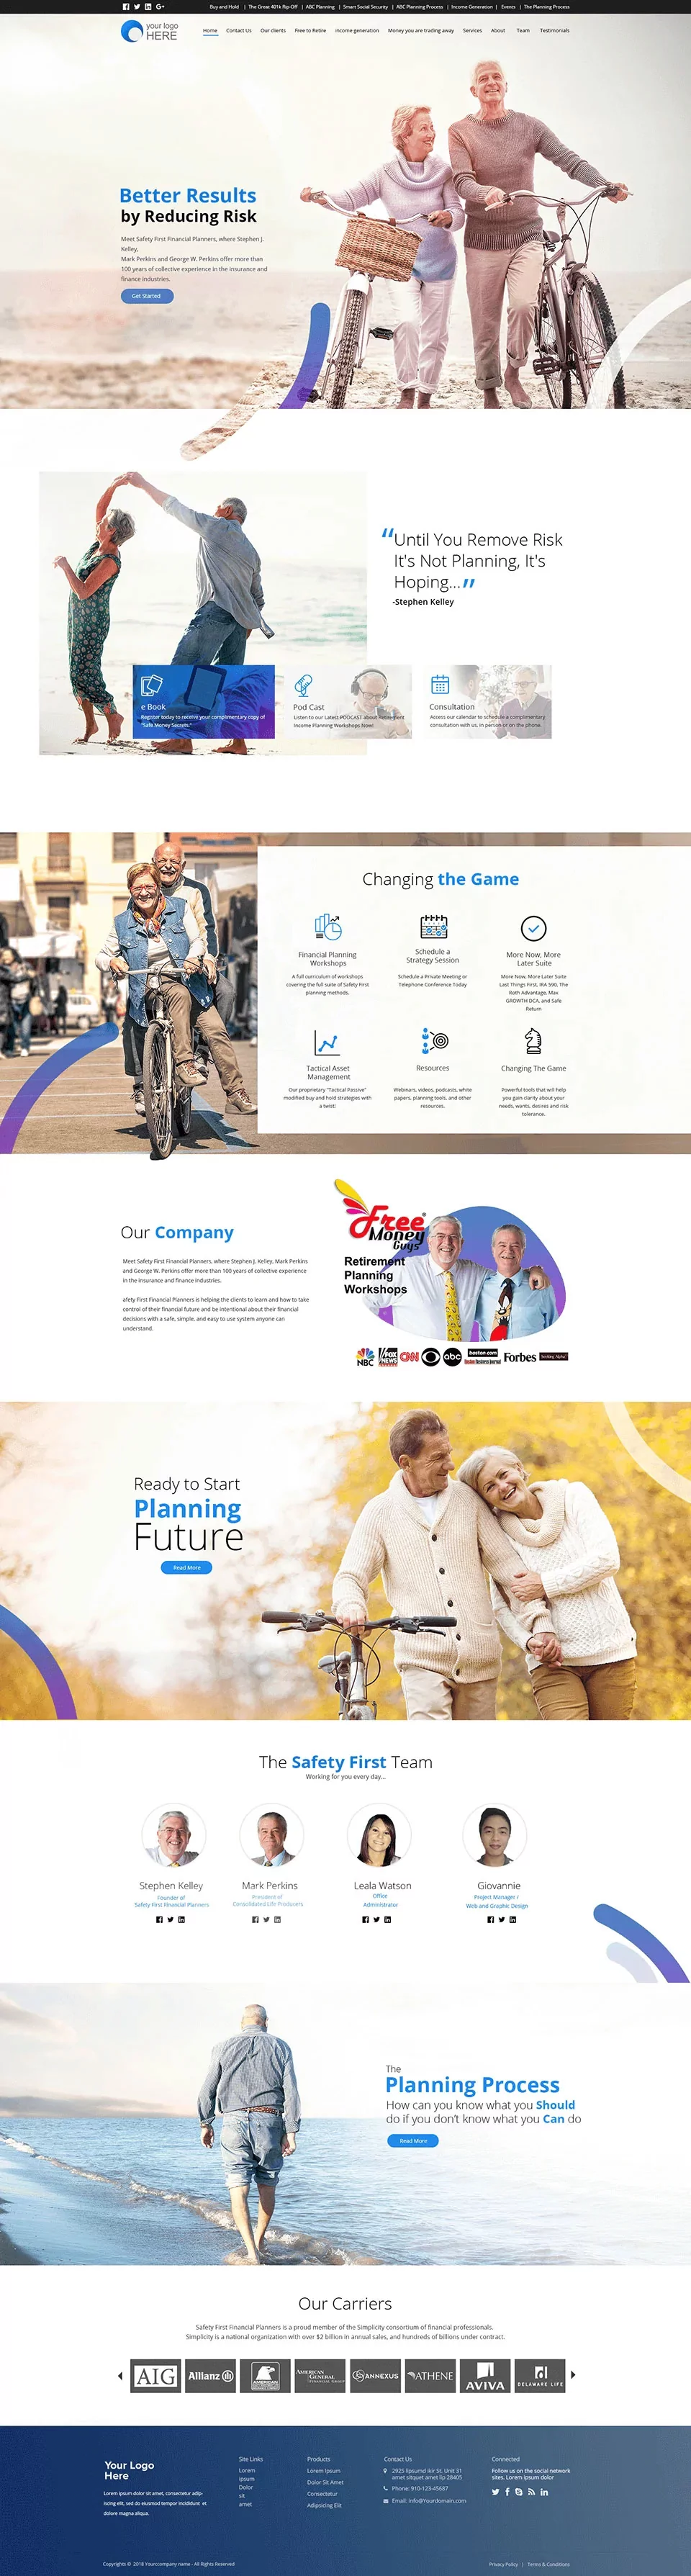 Buy and Hold | The Great 401k Rip-Off | ABC Planning | Smart Social Security | ABC Planning Process | Income Generation | Events | The Planning Process
your logo
HERE
Home Contact Us Our clients Free to Retire income generation Money you are trading away Services About Team Testimonials
Better Results
by Reducing Risk
Meet Safety First Financial Planners, where Stephen J.
Kelley,
Mark Perkins and George W. Perkins offer more than
100 years of collective experience in the insurance and
finance industries.
Get Started
“Until You Remove Risk
It's Not Planning, It's
Hoping...”
-Stephen Kelley
e Book
Register today to receive your complimentary copy of
"Safe Money Secrets."
Pod Cast
Listen to our Latest PODCAST about Retirement
Income Planning Workshops Now!
Consultation
Access our calendar to schedule a complimentary
consultation with us, in person or on the phone.
Changing the Game
Financial Planning
Workshops
A full curriculum of workshops
covering the full suite of Safety First
planning methods.
Schedule a
Strategy Session
Schedule a Private Meeting or
Telephone Conference Today
More Now, More
Later Suite
More Now, More Later Suite
Last Things First, IRA 590, The
Roth Advantage, Max
GROWTH DCA, and Safe
Return
Tactical Asset
Management
Our proprietary "Tactical Passive"
modified buy and hold strategies with
a twist!
Resources
Webinars, videos, podcasts, white
papers, planning tools, and other
resources.
Changing The Game
Powerful tools that will help
you gain clarity about your
needs, wants, desires and risk
tolerance.
Our Company
Meet Safety First Financial Planners, where Stephen J. Kelley, Mark Perkins
and George W. Perkins offer more than 100 years of collective experience
in the insurance and finance industries.
afety First Financial Planners is helping the clients to learn and how to take
control of their financial future and be intentional about their financial
decisions with a safe, simple, and easy to use system anyone can
understand.
Free
Money
Guys
Retirement
Planning
Workshops
NBC FOX NEWS CNN abc boston.com Boston Business Journal Forbes Seeking Alpha
Ready to Start
Planning
Future
Read More
The Safety First Team
Working for you every day...
Stephen Kelley
Founder of
Safety First Financial Planners
Mark Perkins
President of
Consolidated Life Producers
Leala Watson
Office
Administrator
Giovannie
Project Manager /
Web and Graphic Design
The
Planning Process
How can you know what you Should
do if you don't know what you Can do
Read More
Our Carriers
Safety First Financial Planners is a proud member of the Simplicity consortium of financial professionals.
Simplicity is a national organization with over $2 billion in annual sales, and hundreds of billions under contract.
AIG Allianz AMERICAN AMERICAN GENERAL FINANCIAL GROUP ANNEXUS ATHENE AVIVA DELAWARE LIFE
Your Logo
Here
Lorem ipsum dolor sit amet, consectetur adip-
iscing elit, sed do eiusmod tempor incididunt et
dolore magna aliqua.
Site Links
Lorem
Ipsum
Dolor
sit
amet
Products
Lorem Ipsum
Dolor Sit Amet
Consectetur
Adipiscing Elit
Contact Us
2925 lipsumd ikir St. Unit 31
amet sitquet amet lip 28405
Phone: 910-123-45687
Email: info@Yourdomain.com
Connected
Follow us on the social network
sites, Lorem ipsum dolor
Copyrights © 2018 Yourccompany name - All Rights Reserved
Privacy Policy | Terms & Conditions